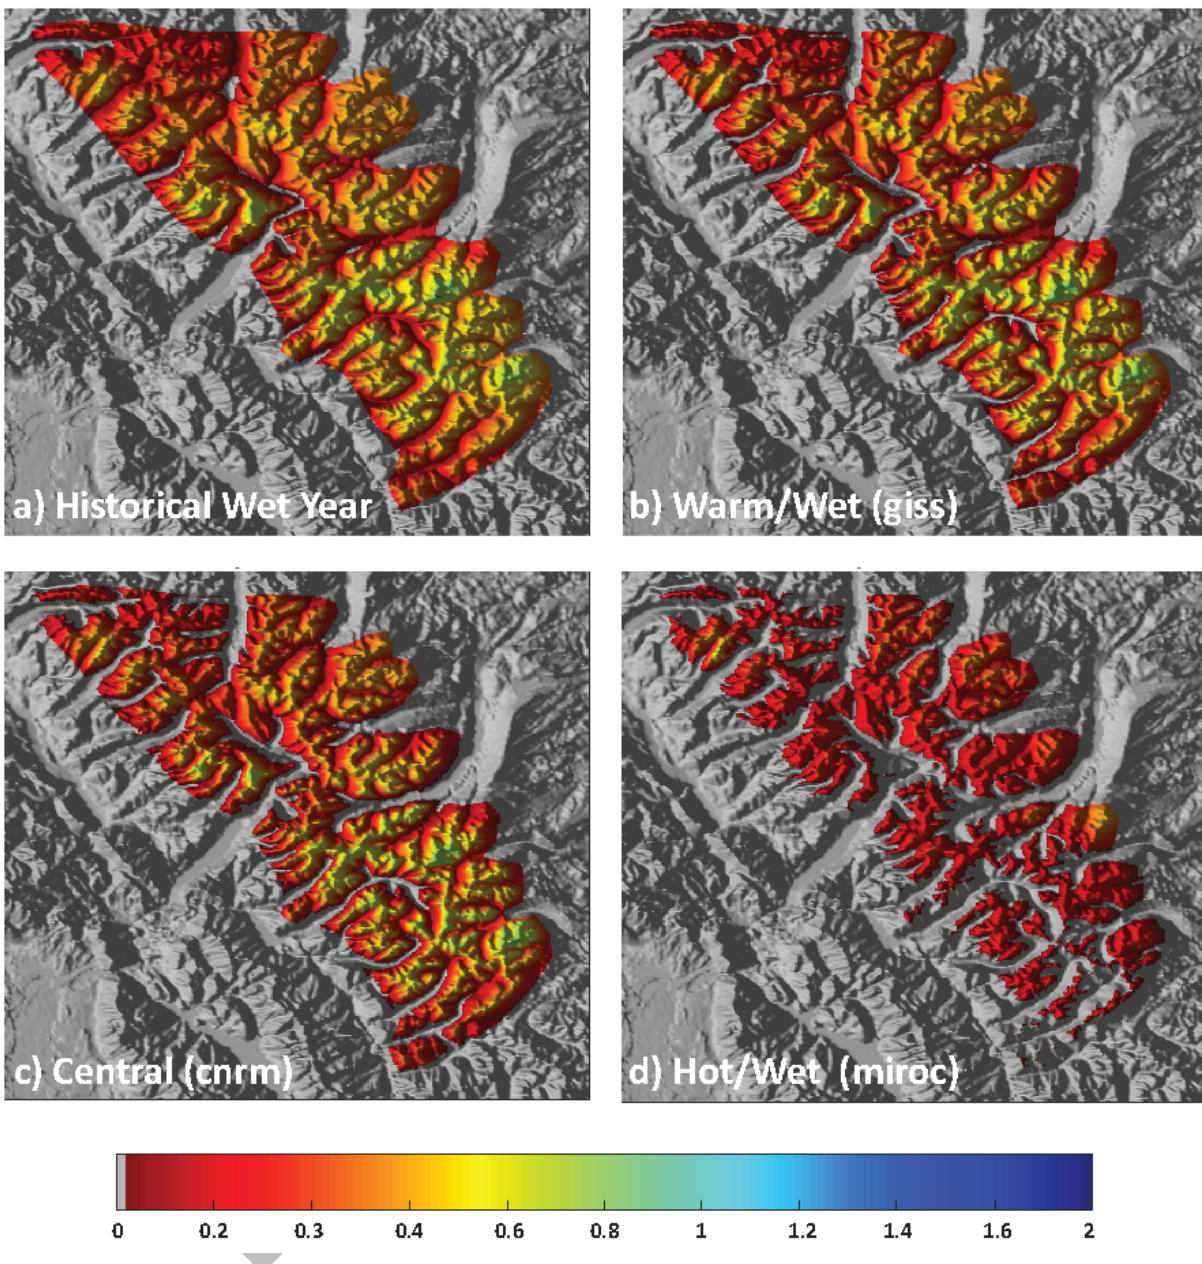 a) Historical Wet Year
b) Warm/Wet (giss)
c) Central (cnrm)
d) Hot/Wet (miroc)
0 0.2 0.3 0.4 0.6 0.8 1 1.2 1.4 1.6 2